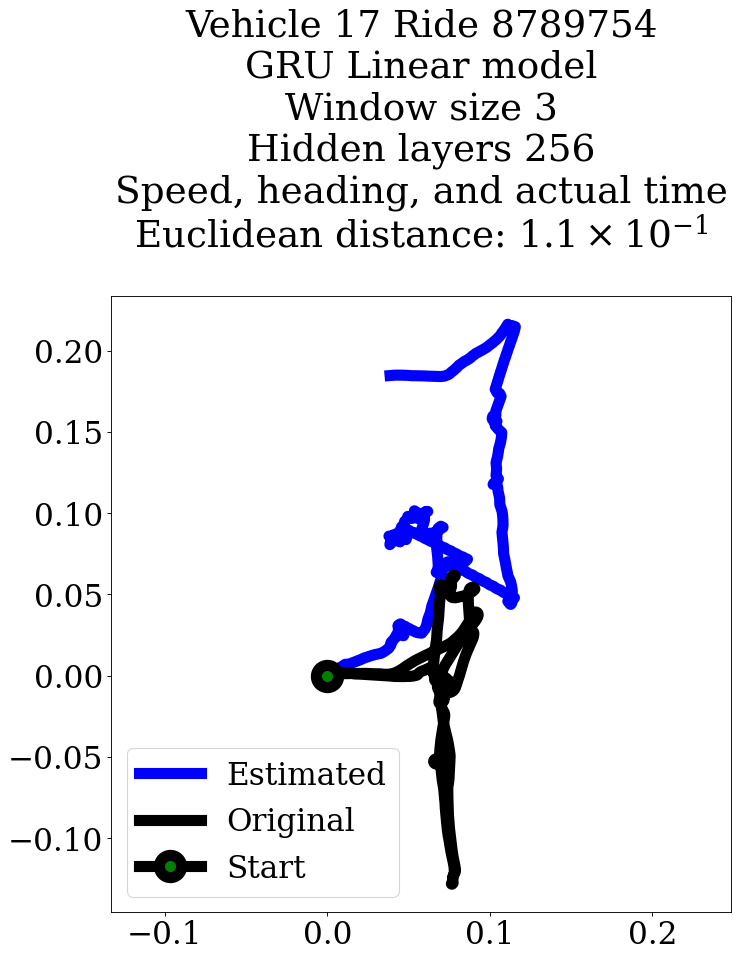 Vehicle 17 Ride 8789754
GRU Linear model
Window size 3
Hidden layers 256
Speed, heading, and actual time
Euclidean distance: 1.1 × 10⁻¹
0.20
0.15
0.10
0.05
0.00
−0.05
−0.10
Estimated
Original
Start
−0.1 0.0 0.1 0.2